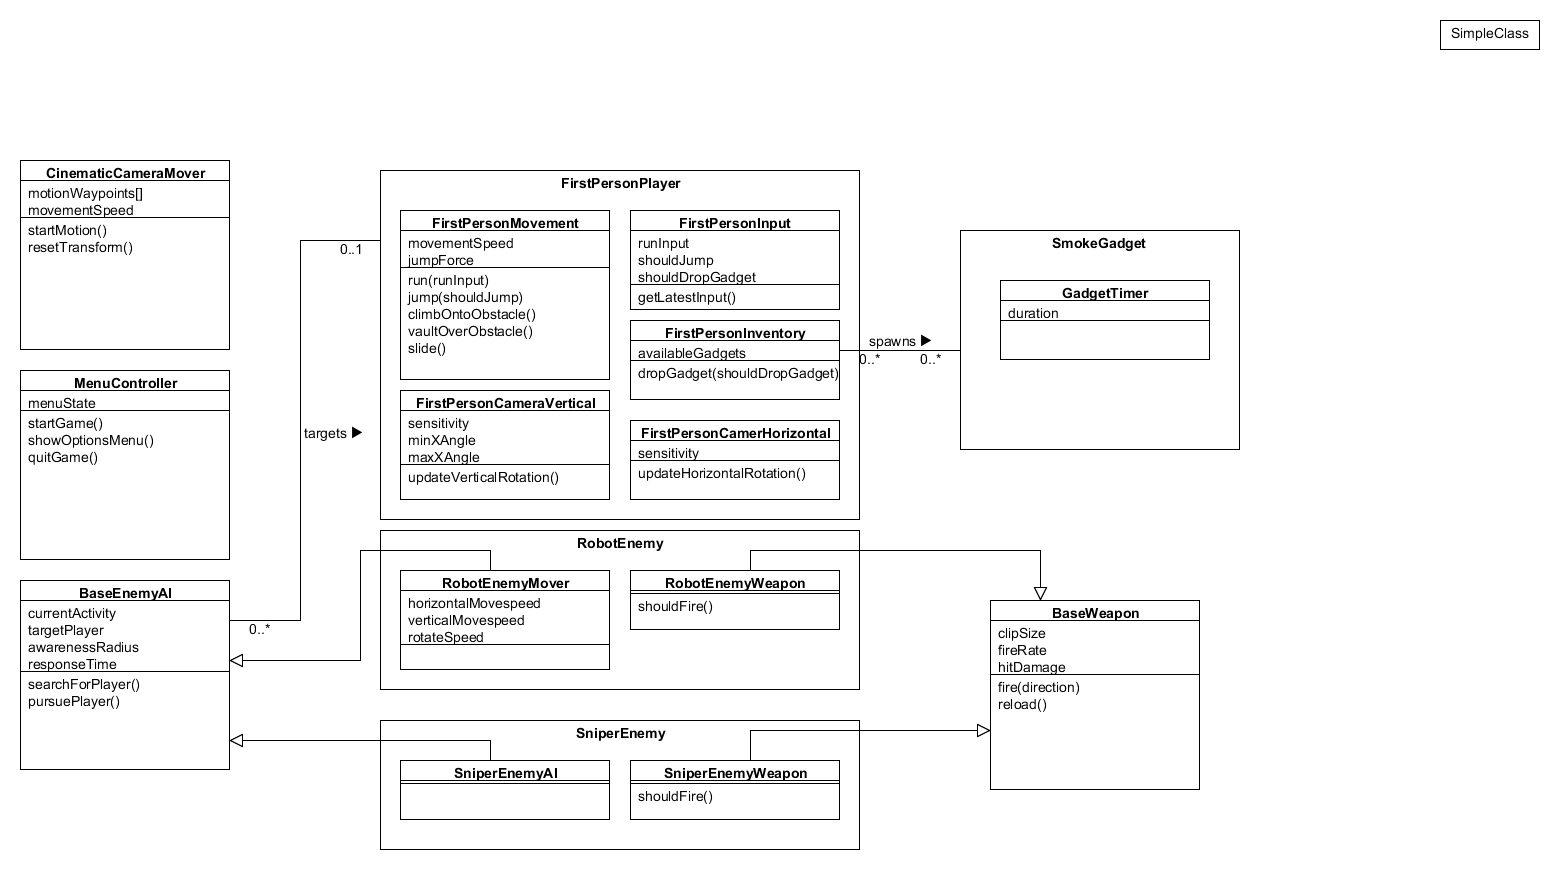 SimpleClass
CinematicCameraMover
motionWaypoints[]
movementSpeed
startMotion()
resetTransform()
MenuController
menuState
startGame()
showOptionsMenu()
quitGame()
BaseEnemyAI
currentActivity
targetPlayer
awarenessRadius
responseTime
searchForPlayer()
pursuePlayer()
0..*
targets ▶
0..1
FirstPersonPlayer
FirstPersonMovement
movementSpeed
jumpForce
run(runInput)
jump(shouldJump)
climbOntoObstacle()
vaultOverObstacle()
slide()
FirstPersonInput
runInput
shouldJump
shouldDropGadget
getLatestInput()
FirstPersonInventory
availableGadgets
dropGadget(shouldDropGadget)
FirstPersonCameraVertical
sensitivity
minXAngle
maxXAngle
updateVerticalRotation()
FirstPersonCamerHorizontal
sensitivity
updateHorizontalRotation()
spawns ▶
0..*
0..*
SmokeGadget
GadgetTimer
duration
RobotEnemy
RobotEnemyMover
horizontalMovespeed
verticalMovespeed
rotateSpeed
RobotEnemyWeapon
shouldFire()
SniperEnemy
SniperEnemyAI
SniperEnemyWeapon
shouldFire()
BaseWeapon
clipSize
fireRate
hitDamage
fire(direction)
reload()